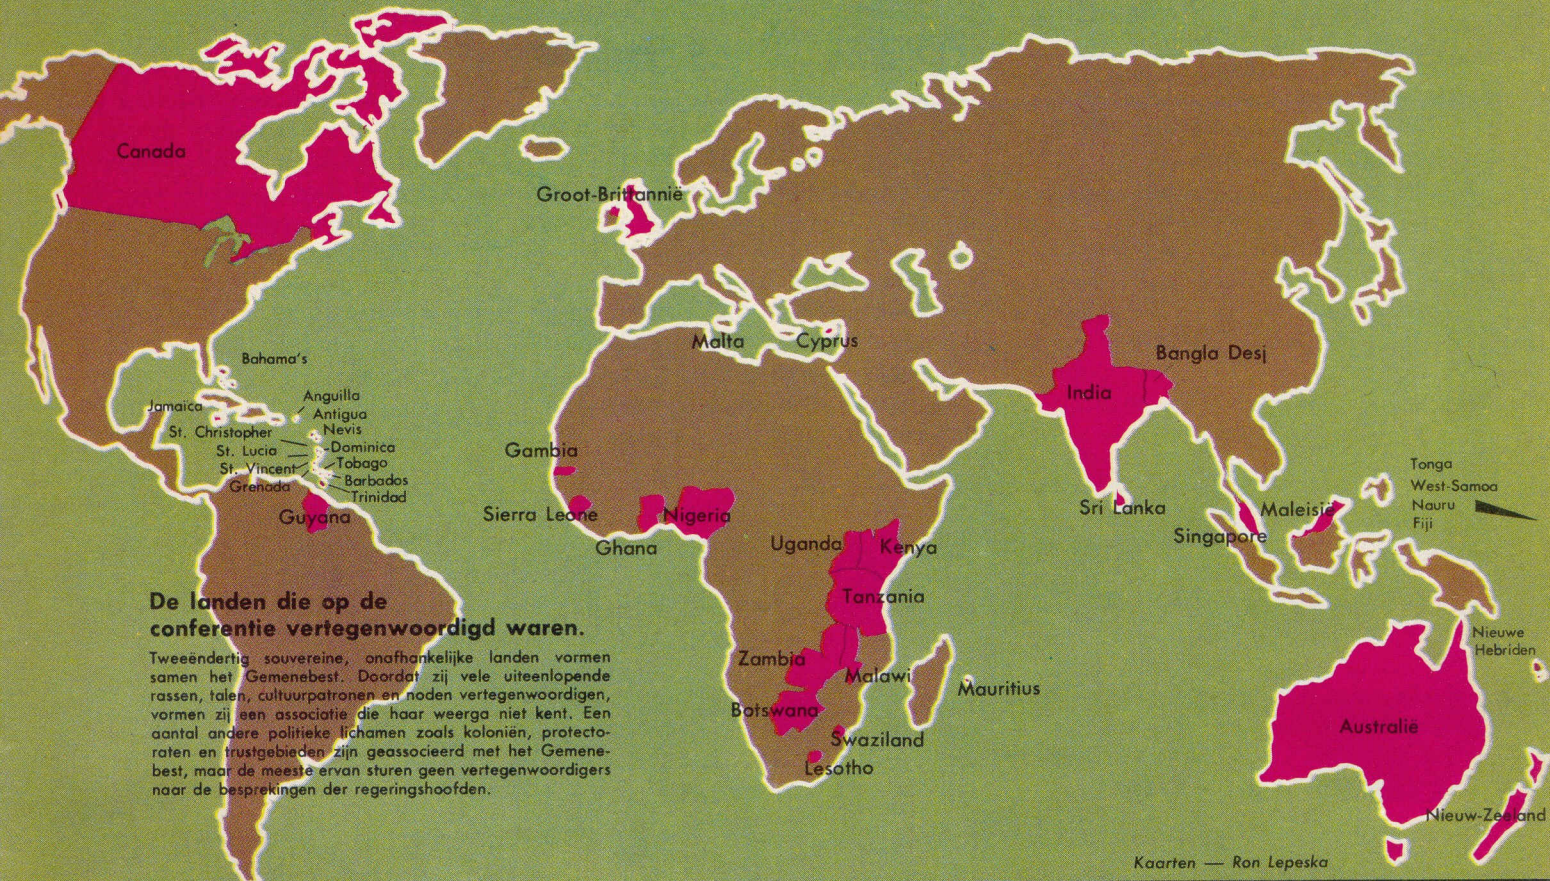 Canada
Groot-Brittannië
Malta
Cyprus
Bangla Desj
India
Bahama's
Jamaica
Anguilla
Antigua
Nevis
St. Christopher
Dominica
St. Lucia
Tobago
St. Vincent
Barbados
Grenada
Trinidad
Guyana
Gambia
Sierra Leone
Nigeria
Ghana
Uganda
Kenya
Tanzania
Zambia
Malawi
Mauritius
Botswana
Swaziland
Lesotho
Sri Lanka
Maleisië
Singapore
Tonga
West-Samoa
Nauru
Fiji
Nieuwe
Hebriden
Australië
Nieuw-Zeeland
De landen die op de
conferentie vertegenwoordigd waren.
Tweeëndertig souvereine, onafhankelijke landen vormen
samen het Gemenebest. Doordat zij vele uiteenlopende
rassen, talen, cultuurpatronen en noden vertegenwoordigen,
vormen zij een associatie die haar weerga niet kent. Een
aantal andere politieke lichamen zoals koloniën, protecto-
raten en trustgebieden zijn geassocieerd met het Gemene-
best, maar de meeste ervan sturen geen vertegenwoordigers
naar de besprekingen der regeringshoofden.
Kaarten — Ron Lepeska